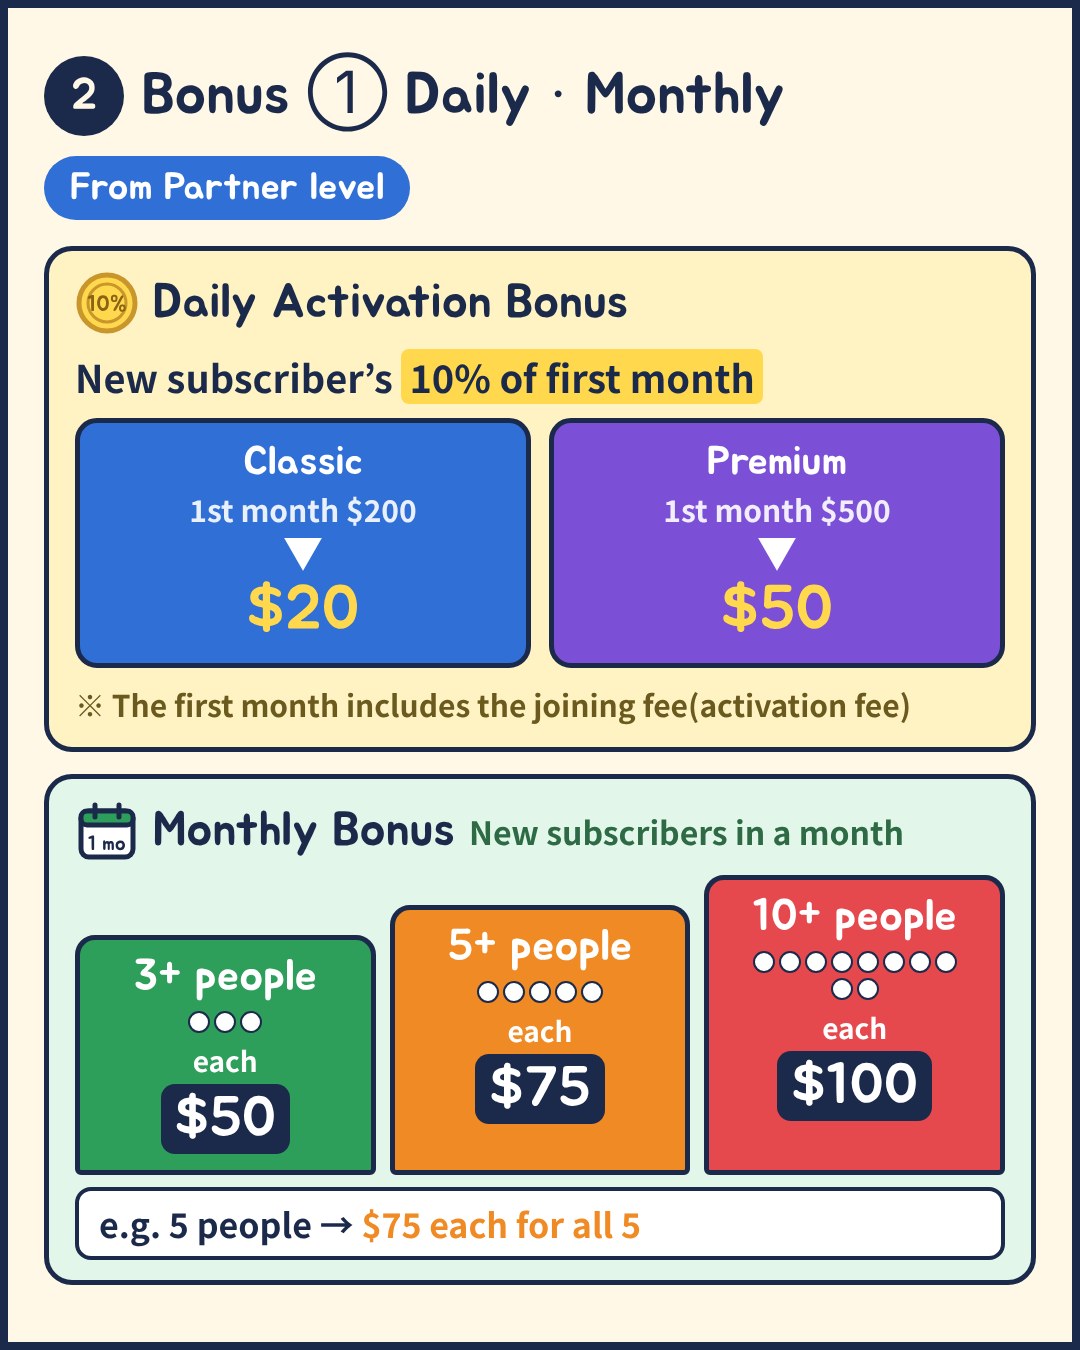 2 Bonus ① Daily · Monthly
From Partner level
10% Daily Activation Bonus
New subscriber’s 10% of first month
Classic
1st month $200
▼
$20
Premium
1st month $500
▼
$50
※ The first month includes the joining fee(activation fee)
1 mo Monthly Bonus New subscribers in a month
3+ people
each
$50
5+ people
each
$75
10+ people
each
$100
e.g. 5 people → $75 each for all 5